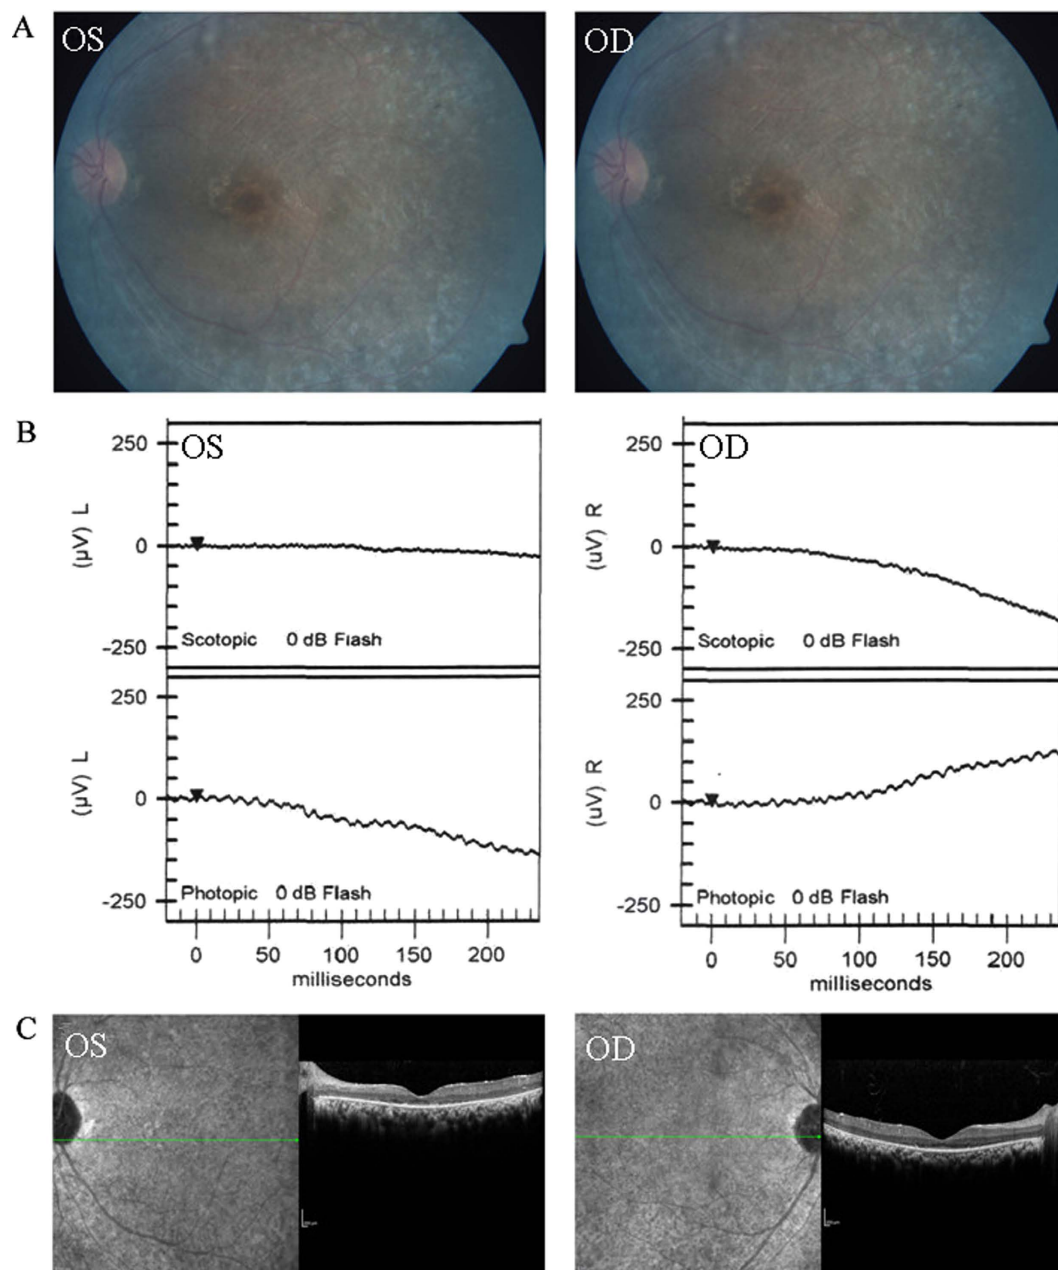 A
OS
OD
B
OS
250
0
-250
(µV) L
Scotopic 0 dB Flash
250
0
-250
(µV) L
Photopic 0 dB Flash
0 50 100 150 200
milliseconds
OD
250
0
-250
(uV) R
Scotopic 0 dB Flash
250
0
-250
(uV) R
Photopic 0 dB Flash
0 50 100 150 200
milliseconds
C
OS
OD